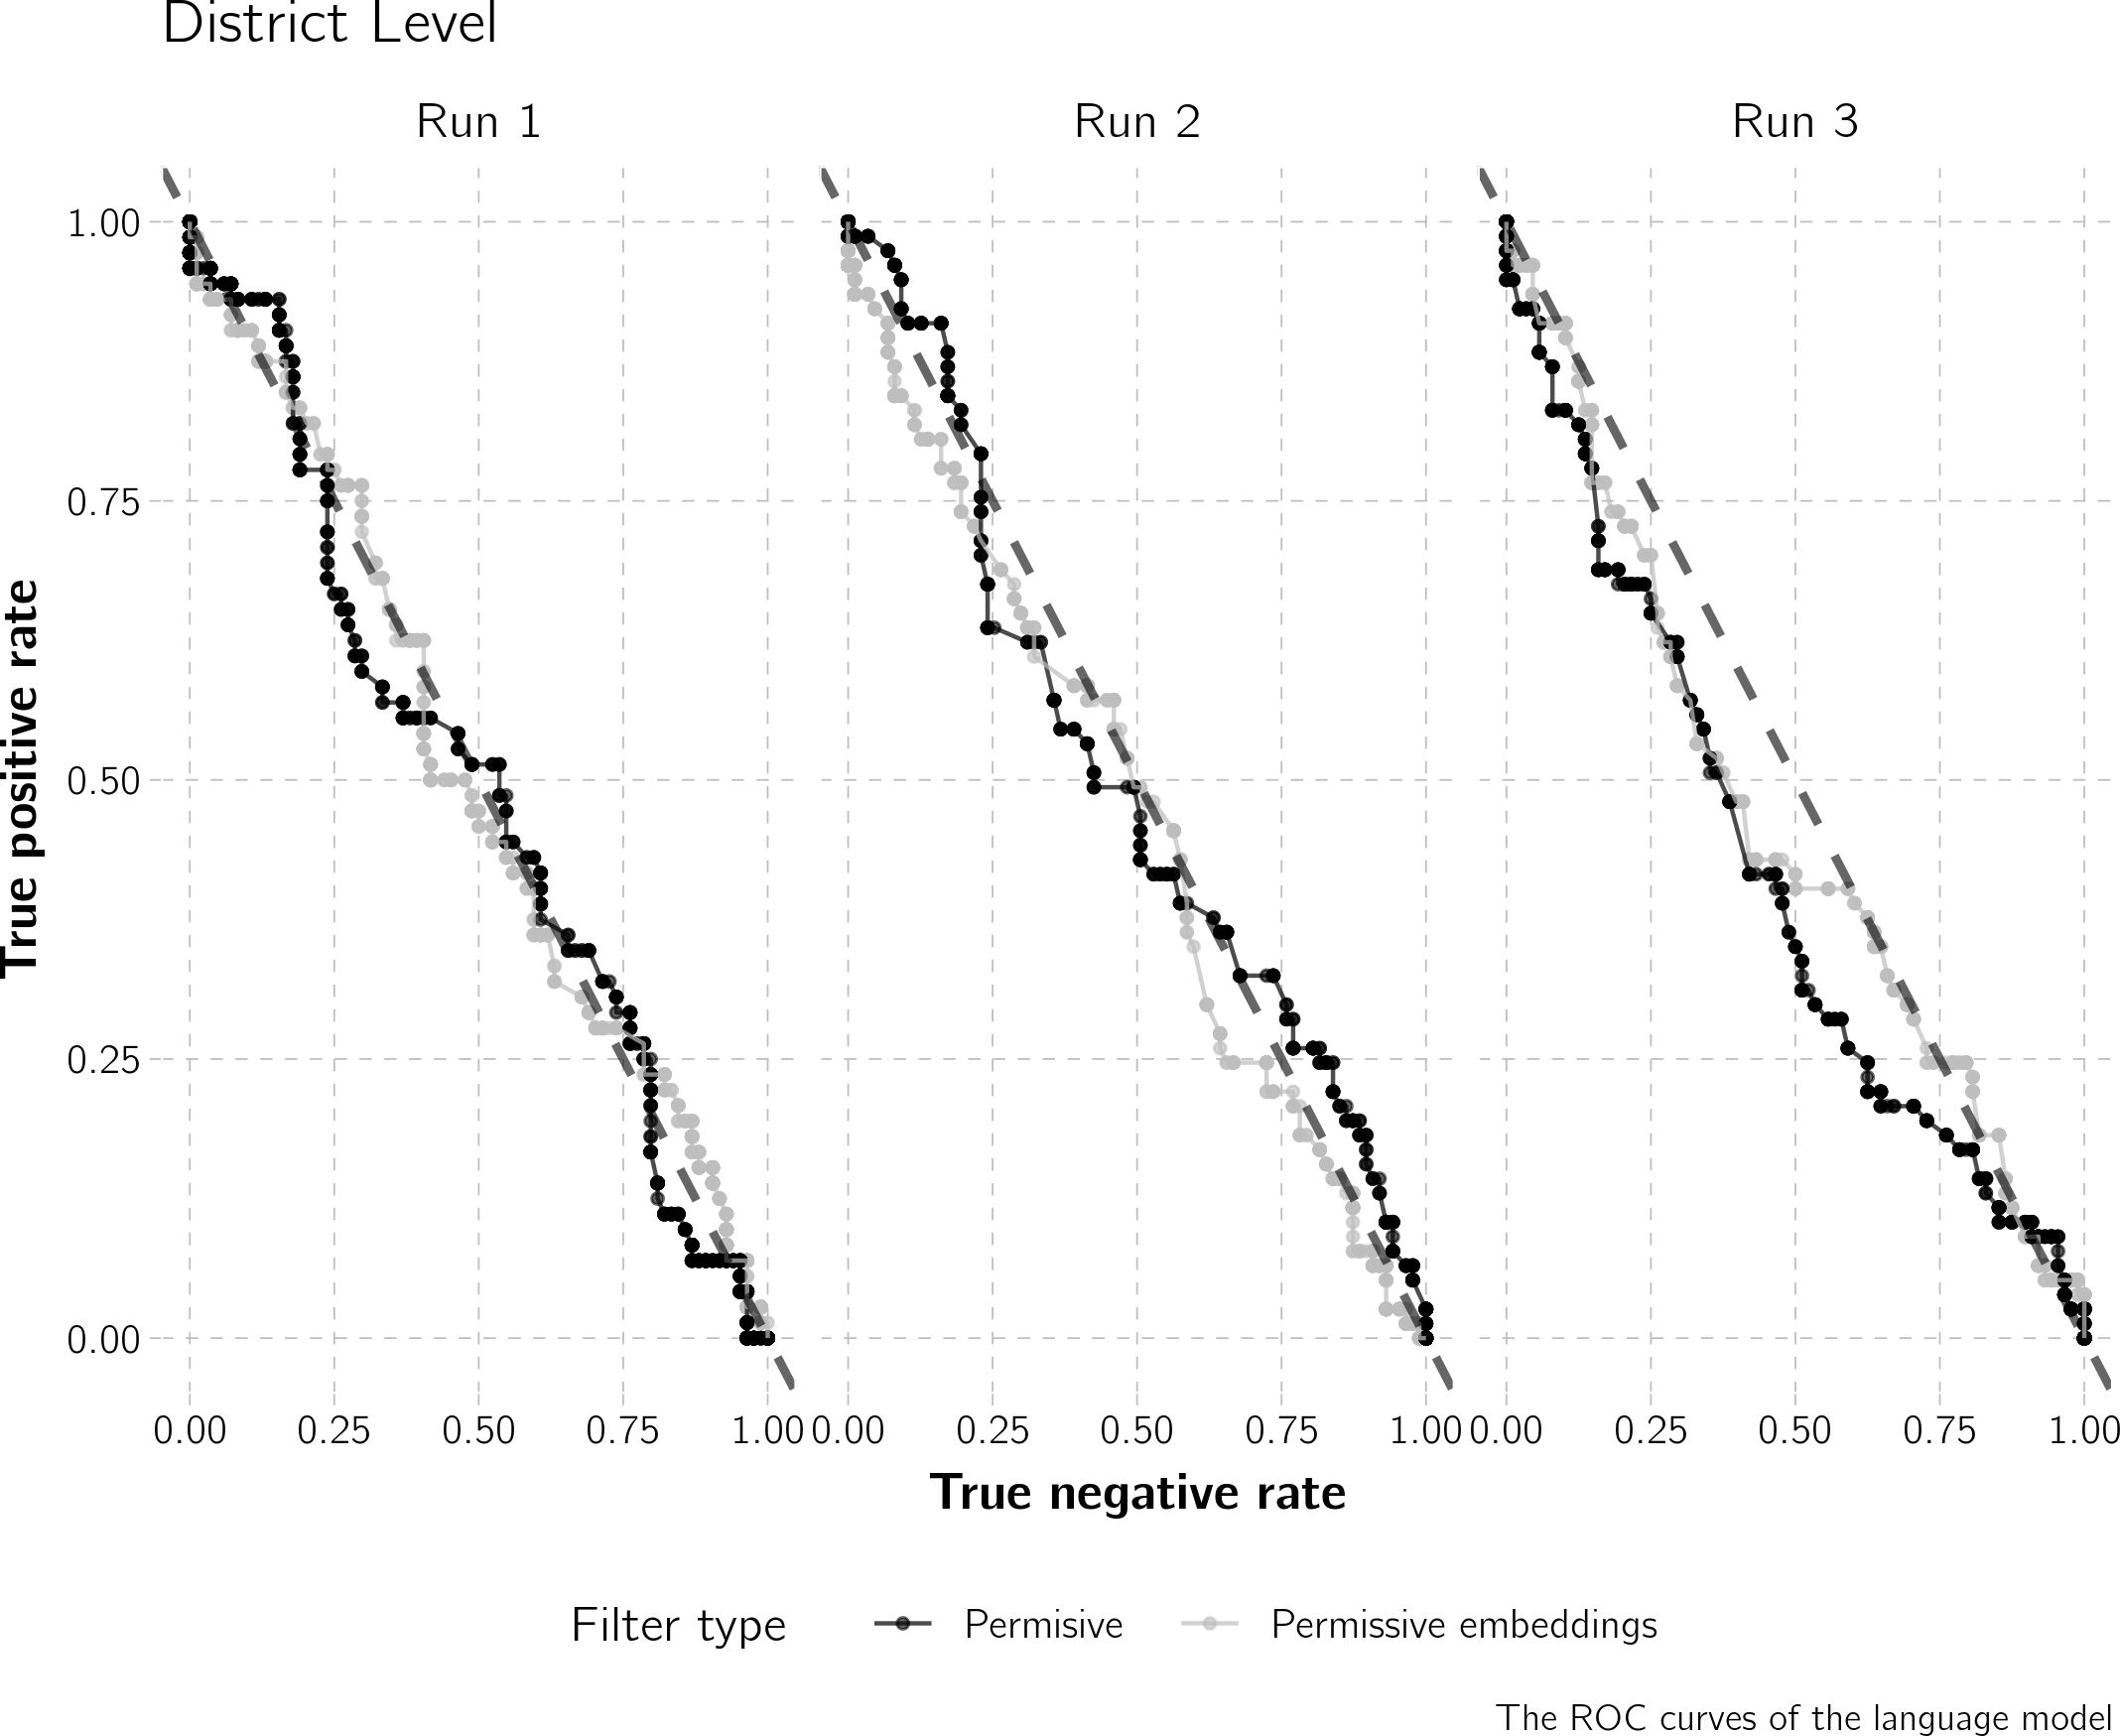 District Level
Run 1 Run 2 Run 3
True positive rate
1.00
0.75
0.50
0.25
0.00
0.00 0.25 0.50 0.75 1.00 0.00 0.25 0.50 0.75 1.00 0.00 0.25 0.50 0.75 1.00
True negative rate
Filter type Permisive Permissive embeddings
The ROC curves of the language model